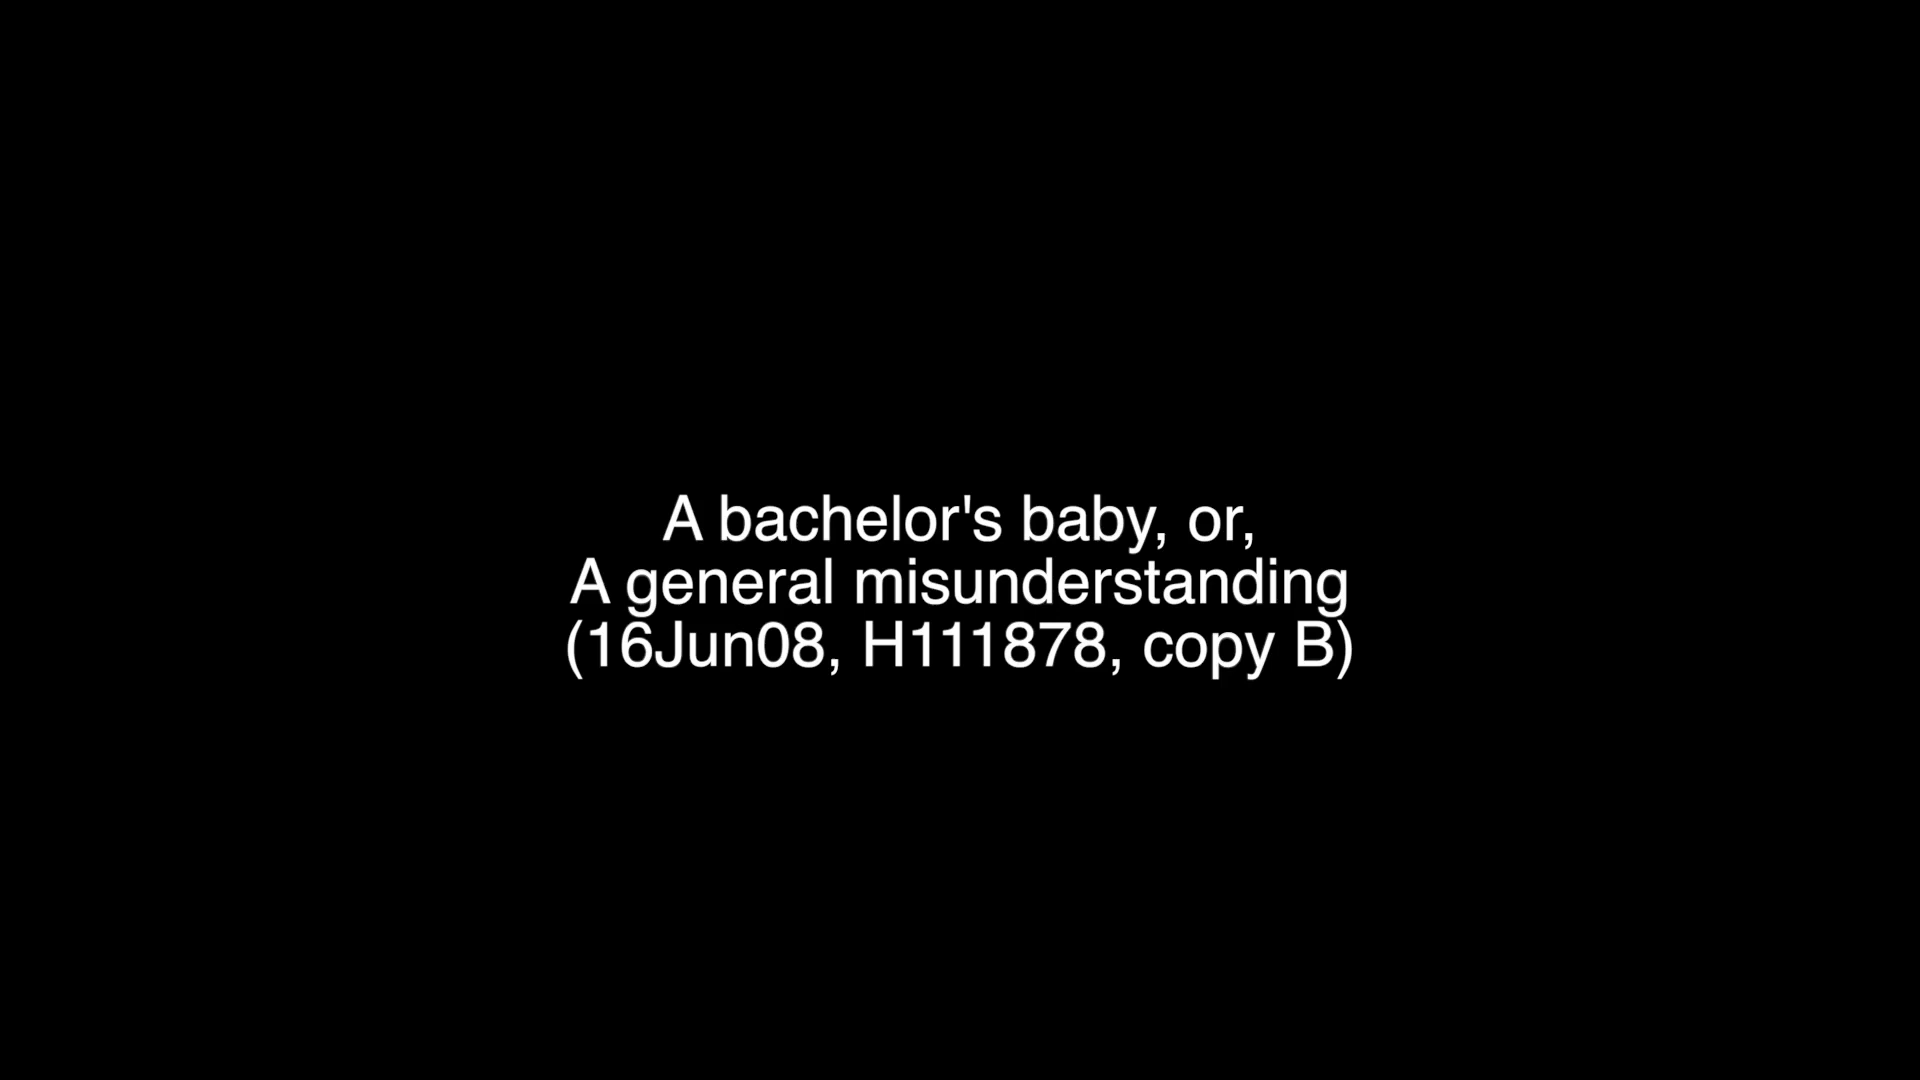 A bachelor's baby, or,
A general misunderstanding
(16Jun08, H111878, copy B)